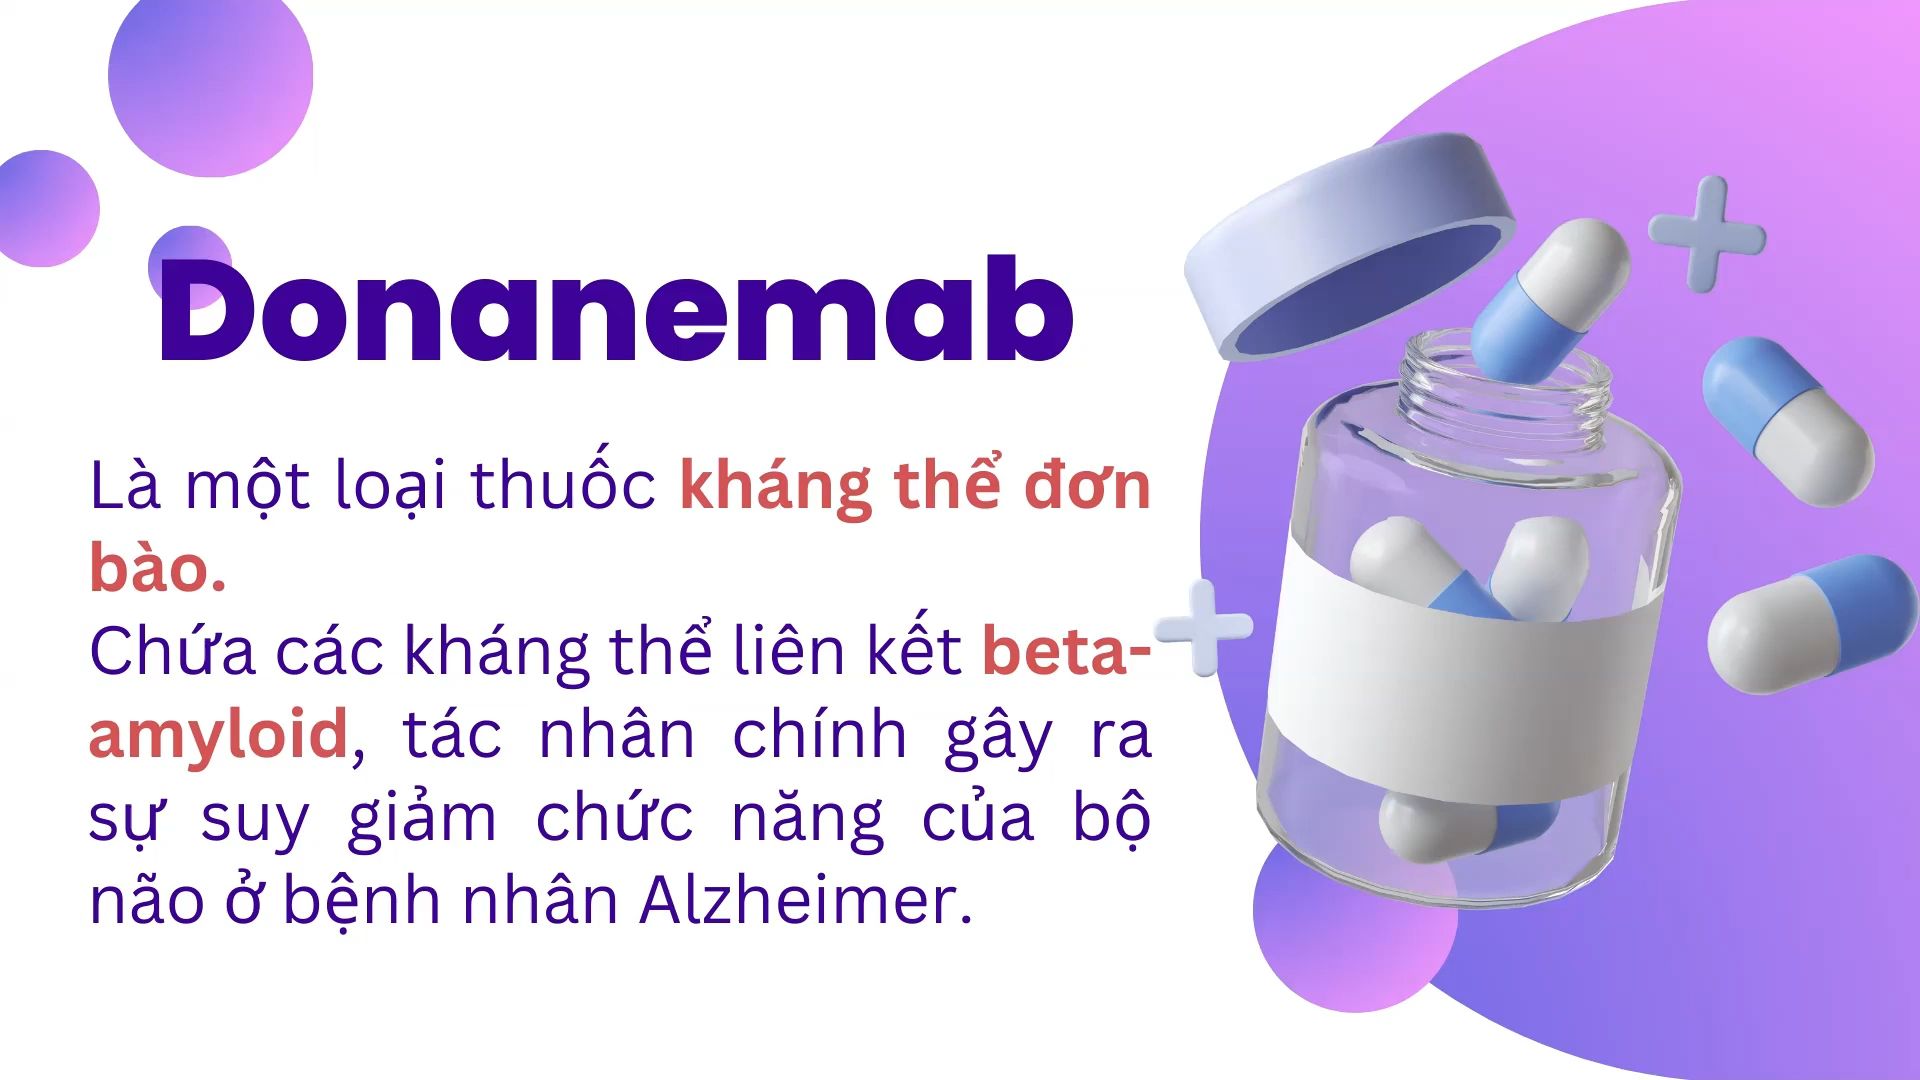 Donanemab
Là một loại thuốc kháng thể đơn
bào.
Chứa các kháng thể liên kết beta-
amyloid, tác nhân chính gây ra
sự suy giảm chức năng của bộ
não ở bệnh nhân Alzheimer.